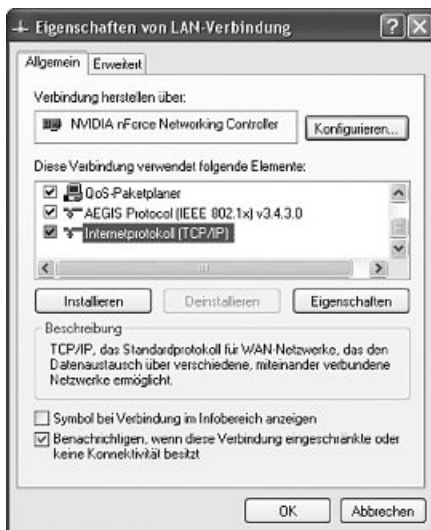 Eigenschaften von LAN-Verbindung
Allgemein Erweitert
Verbindung herstellen über:
NVIDIA nForce Networking Controller Konfigurieren...
Diese Verbindung verwendet folgende Elemente:
QoS-Paketplaner
AEGIS Protocol (IEEE 802.1x) v3.4.3.0
Internetprotokoll (TCP/IP)
Installieren Deinstallieren Eigenschaften
Beschreibung
TCP/IP, das Standardprotokoll für WAN-Netzwerke, das den
Datenaustausch über verschiedene, miteinander verbundene
Netzwerke ermöglicht.
Symbol bei Verbindung im Infobereich anzeigen
Benachrichtigen, wenn diese Verbindung eingeschränkte oder
keine Konnektivität besitzt
OK Abbrechen